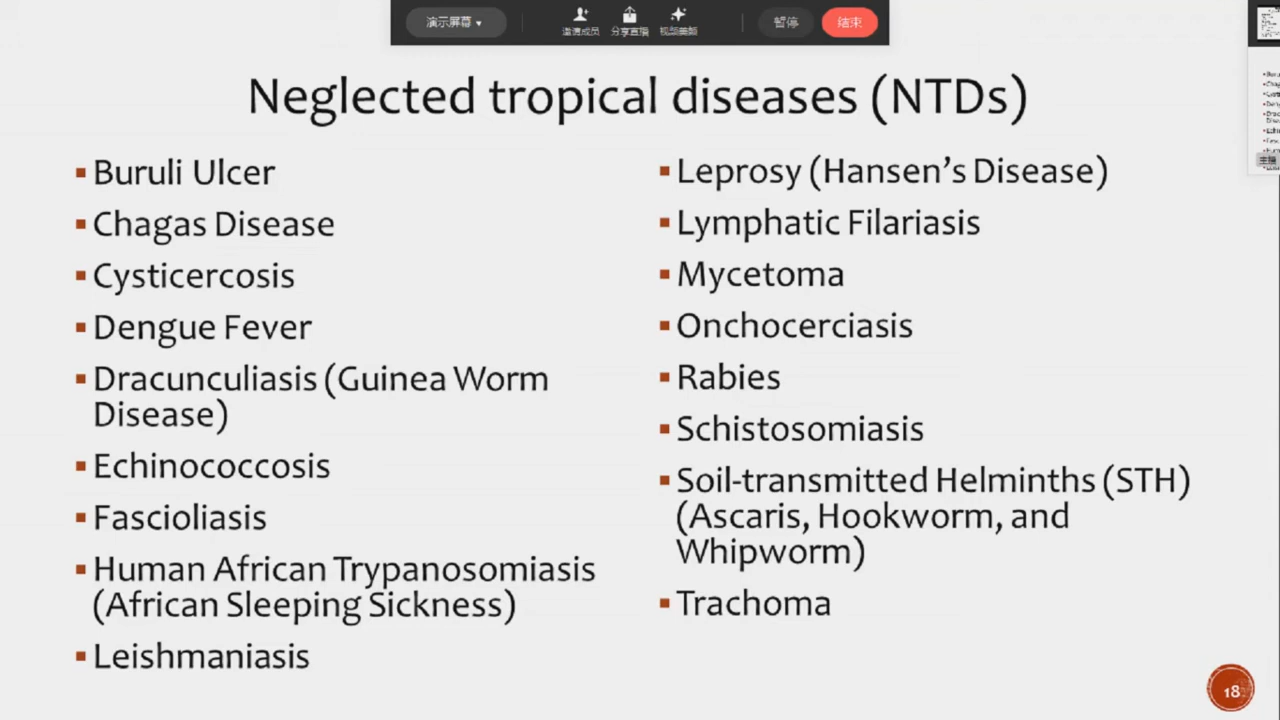 演示屏幕
邀请成员
分享直播
视频美颜
暂停
结束
Neglected tropical diseases (NTDs)
Buruli Ulcer
Chagas Disease
Cysticercosis
Dengue Fever
Dracunculiasis (Guinea Worm
Disease)
Echinococcosis
Fascioliasis
Human African Trypanosomiasis
(African Sleeping Sickness)
Leishmaniasis
Leprosy (Hansen’s Disease)
Lymphatic Filariasis
Mycetoma
Onchocerciasis
Rabies
Schistosomiasis
Soil-transmitted Helminths (STH)
(Ascaris, Hookworm, and
Whipworm)
Trachoma
18